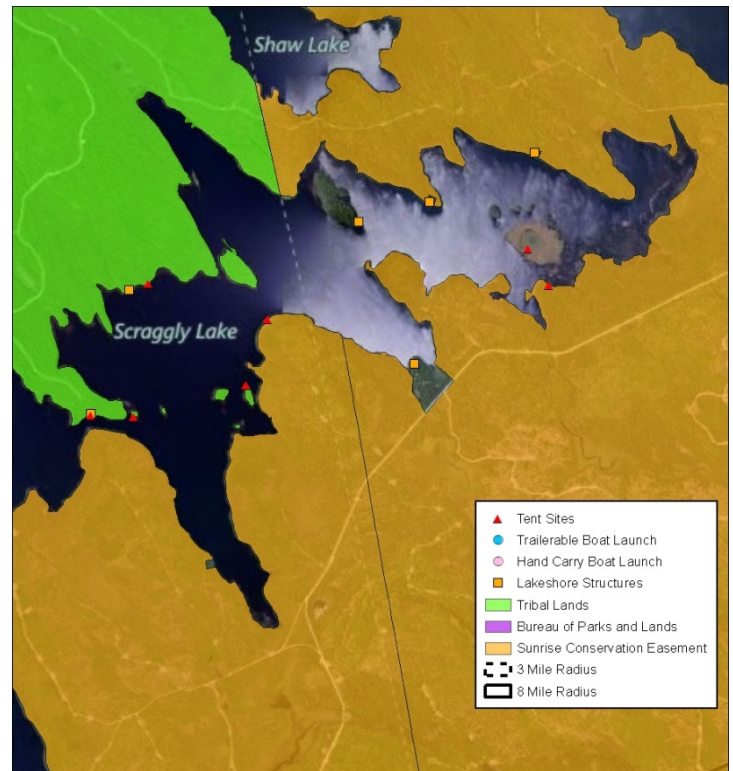 Shaw Lake
Scraggly Lake
Tent Sites
Trailerable Boat Launch
Hand Carry Boat Launch
Lakeshore Structures
Tribal Lands
Bureau of Parks and Lands
Sunrise Conservation Easement
3 Mile Radius
8 Mile Radius